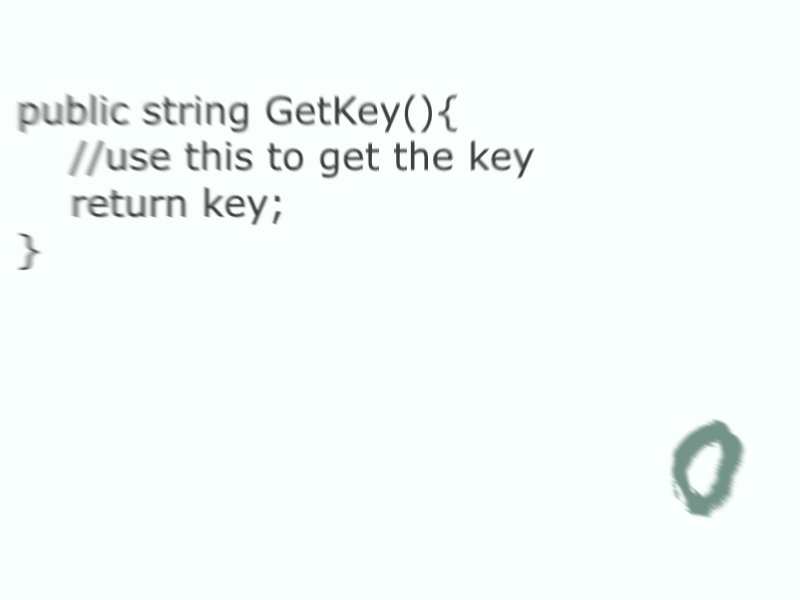 public string GetKey(){
//use this to get the key
return key;
}
0